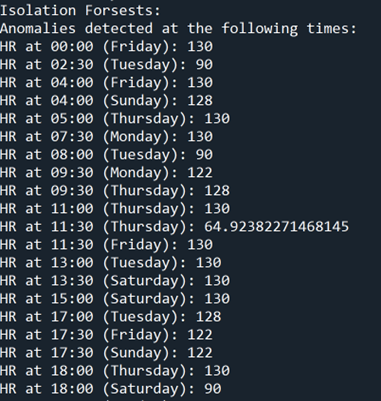 Isolation Forsests:
Anomalies detected at the following times:
HR at 00:00 (Friday): 130
HR at 02:30 (Tuesday): 90
HR at 04:00 (Friday): 130
HR at 04:00 (Sunday): 128
HR at 05:00 (Thursday): 130
HR at 07:30 (Monday): 130
HR at 08:00 (Tuesday): 90
HR at 09:30 (Monday): 122
HR at 09:30 (Thursday): 128
HR at 11:00 (Thursday): 130
HR at 11:30 (Thursday): 64.92382271468145
HR at 11:30 (Friday): 130
HR at 13:00 (Tuesday): 130
HR at 13:30 (Saturday): 130
HR at 15:00 (Saturday): 130
HR at 17:00 (Tuesday): 128
HR at 17:30 (Friday): 122
HR at 17:30 (Sunday): 122
HR at 18:00 (Thursday): 130
HR at 18:00 (Saturday): 90